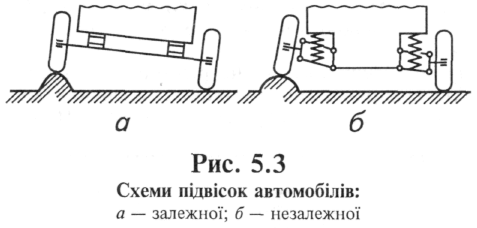 а б
Рис. 5.3
Схеми підвісок автомобілів:
а — залежної; б — незалежної